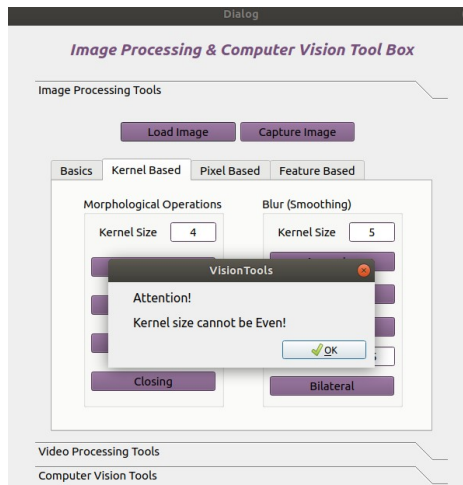 Dialog
Image Processing & Computer Vision Tool Box
Image Processing Tools
Load Image Capture Image
Basics Kernel Based Pixel Based Feature Based
Morphological Operations Blur (Smoothing)
Kernel Size 4 Kernel Size 5
VisionTools
Attention!
Kernel size cannot be Even!
OK
Closing Bilateral
Video Processing Tools
Computer Vision Tools